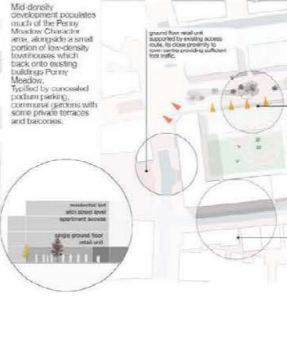 Mid-density
development populates
much of the Penny
Meadow Character
area, alongside a small
portion of low-density
townhouses which
back onto existing
buildings Penny
Meadow.
Typified by concealed
podium parking,
communal gardens with
some private terraces
and balconies.
ground floor retail unit
supported by existing access
route, its close proximity to
town centre providing sufficient
foot traffic.
residential unit
with street level
apartment access
single ground floor
retail unit